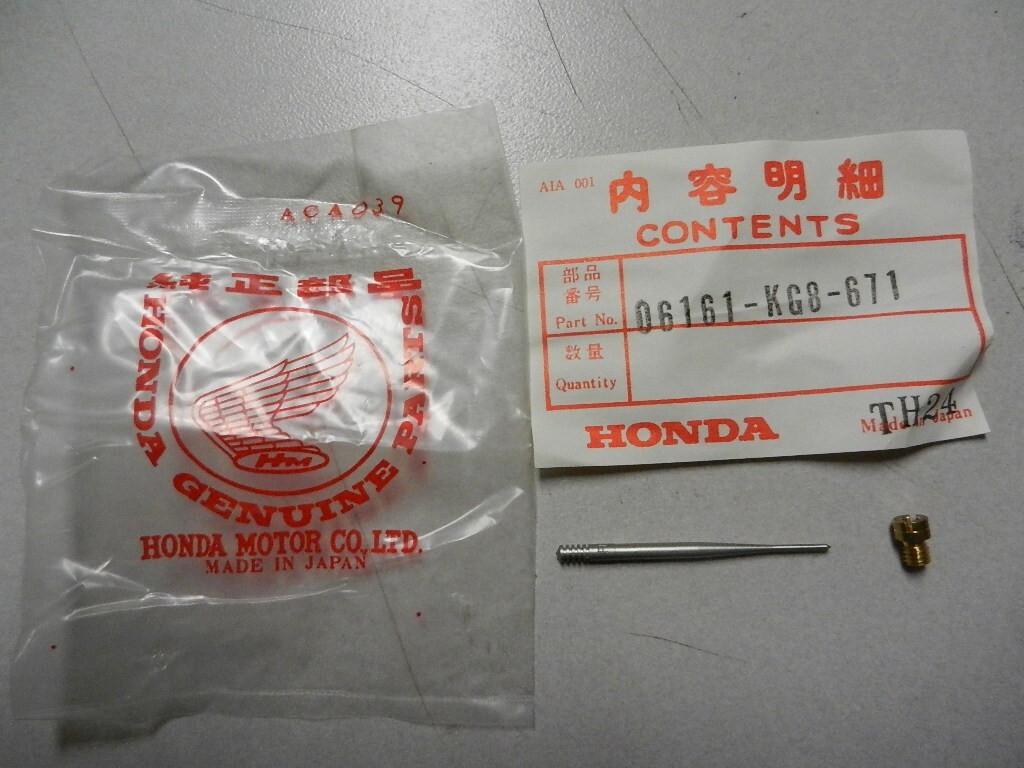 ACA039
純正部品
HONDA GENUINE PARTS
HM
HONDA MOTOR CO., LTD.
MADE IN JAPAN
AIA 001
内容明細
CONTENTS
部品
番号
Part No.
06161-KG8-671
数量
Quantity
HONDA
TH24
Made in Japan